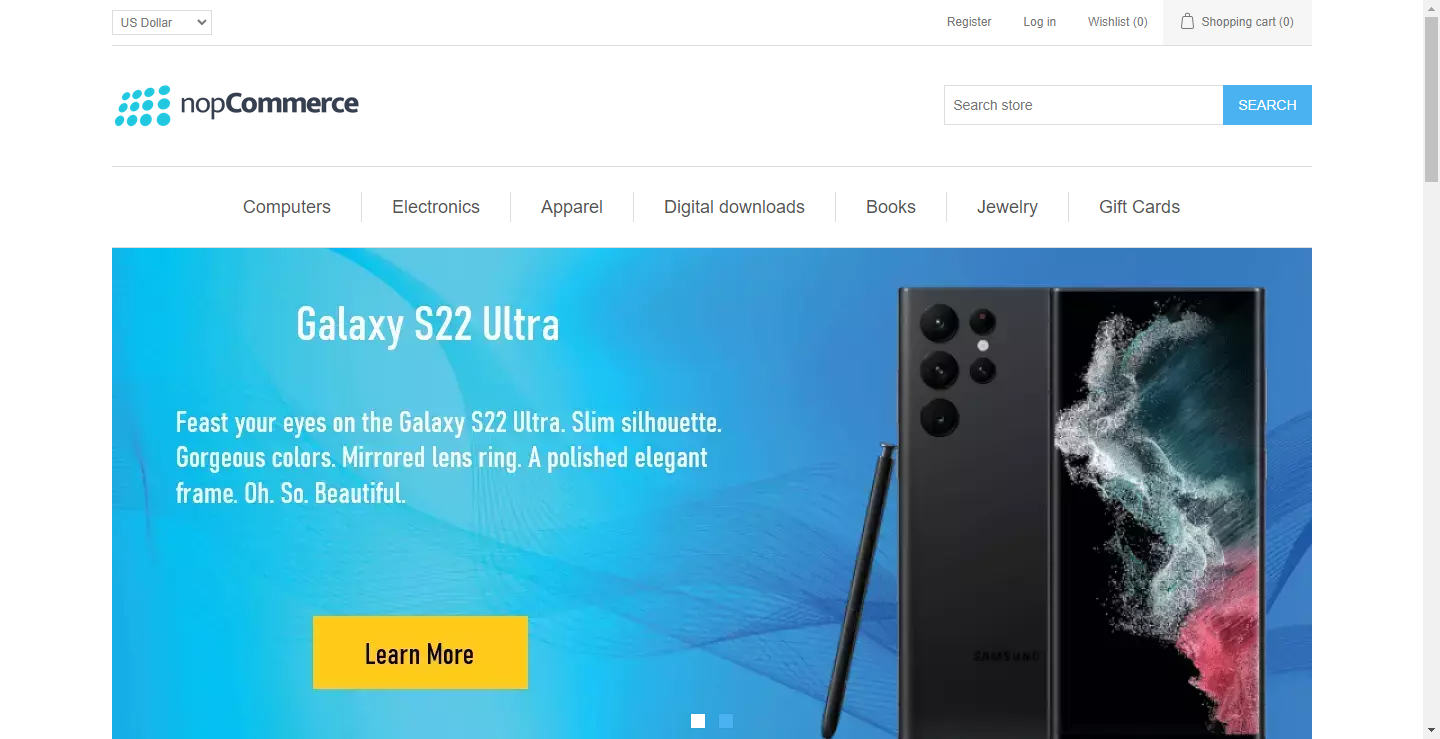 US Dollar
Register
Log in
Wishlist (0)
Shopping cart (0)
nopCommerce
Search store
SEARCH
Computers
Electronics
Apparel
Digital downloads
Books
Jewelry
Gift Cards
Galaxy S22 Ultra
Feast your eyes on the Galaxy S22 Ultra. Slim silhouette.
Gorgeous colors. Mirrored lens ring. A polished elegant
frame. Oh. So. Beautiful.
Learn More
SAMSUNG